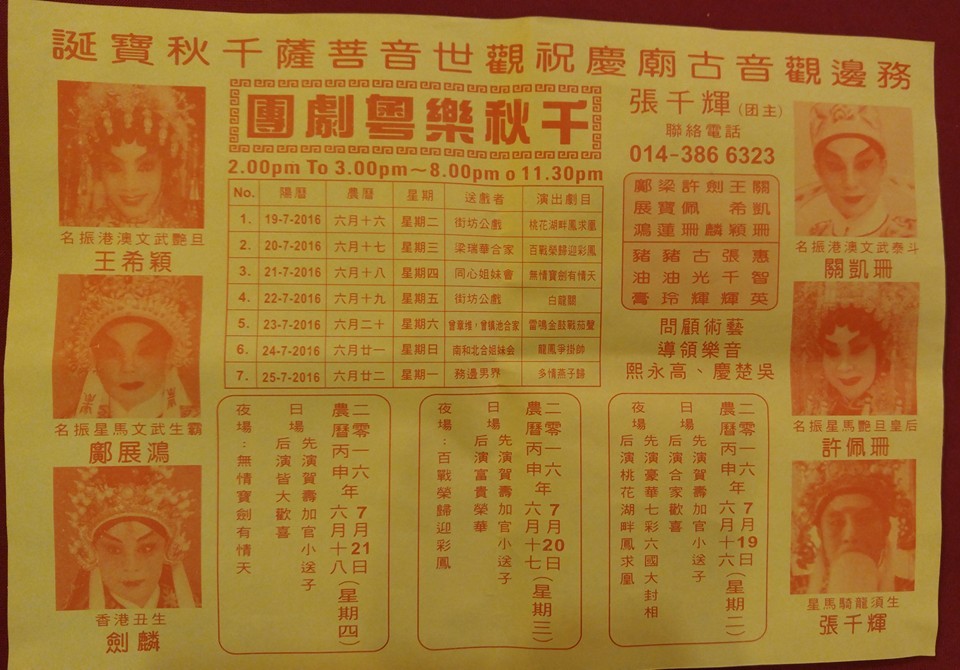 務邊觀音古廟慶祝觀世音菩薩千秋寶誕
千秋樂粵劇團
2.00pm To 3.00pm～8.00pm o 11.30pm
No. 陽曆 農曆 星期 送戲者 演出劇目
1. 19-7-2016 六月十六 星期二 街坊公戲 桃花湖畔鳳求凰
2. 20-7-2016 六月十七 星期三 梁瑞華合家 百戰榮歸迎彩鳳
3. 21-7-2016 六月十八 星期四 同心姐妹會 無情寶劍有情天
4. 22-7-2016 六月十九 星期五 街坊公戲 白龍關
5. 23-7-2016 六月二十 星期六 曾華維，曾鎮池合家 雷鳴金鼓戰茄聲
6. 24-7-2016 六月廿一 星期日 南和北合姐妹会 龍鳳爭掛帥
7. 25-7-2016 六月廿二 星期一 務邊男界 多情燕子歸
張千輝(团主)
聯絡電話
014-386 6323
關凱珊
王希穎
劍麟
許佩珊
梁寶蓮
鄺展鴻
惠智英
張千輝
古光輝
豬油玲
豬油膏
藝術顧問
音樂領導
吳楚慶、高永熙
名振港澳文武泰斗
關凱珊
名振星馬艷旦皇后
許佩珊
星馬騎龍須生
張千輝
名振港澳文武艷旦
王希穎
名振星馬文武生霸
鄺展鴻
香港丑生
劍麟
二零一六年7月19日
農曆丙申年六月十六(星期二)
日場：先演賀壽加官小送子
后演合家歡喜
夜場：先演豪華七彩六國大封相
后演桃花湖畔鳳求凰
二零一六年7月20日
農曆丙申年六月十七(星期三)
日場：先演賀壽加官小送子
后演富貴榮華
夜場：百戰榮歸迎彩鳳
二零一六年7月21日
農曆丙申年六月十八(星期四)
日場：先演賀壽加官小送子
后演皆大歡喜
夜場：無情寶劍有情天